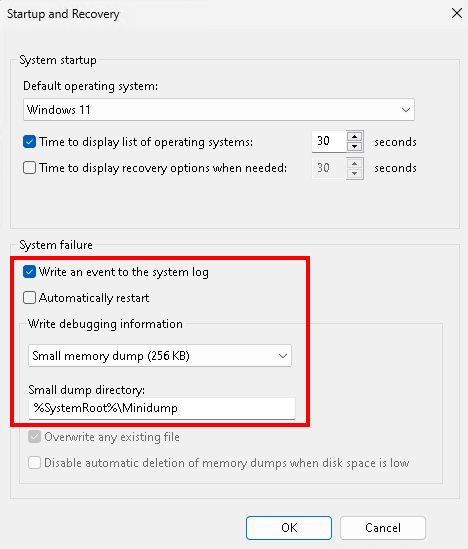 Startup and Recovery
System startup
Default operating system:
Windows 11
Time to display list of operating systems: 30 seconds
Time to display recovery options when needed: 30 seconds
System failure
Write an event to the system log
Automatically restart
Write debugging information
Small memory dump (256 KB)
Small dump directory:
%SystemRoot%\Minidump
Overwrite any existing file
Disable automatic deletion of memory dumps when disk space is low
OK Cancel